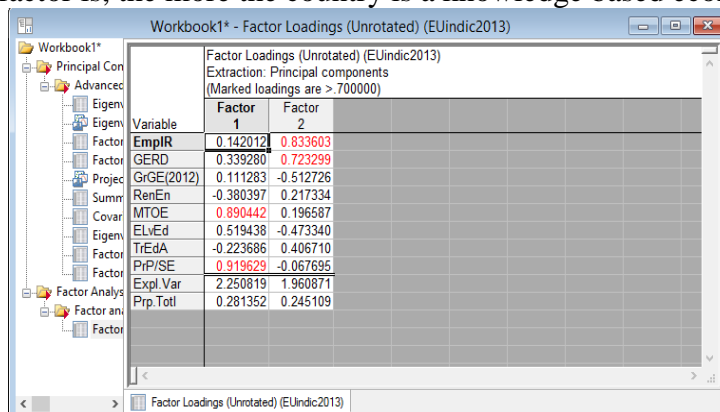 factor is, the more the country is a knowledge based
Workbook1* - Factor Loadings (Unrotated) (EUindic2013)
Workbook1*
Principal Con
Advanced
Eigenv
Eigenv
Factor
Factor
Projec
Summ
Covar
Eigenv
Factor
Factor
Factor Analys
Factor ana
Factor
Factor Loadings (Unrotated) (EUindic2013)
Extraction: Principal components
(Marked loadings are >.700000)
Variable Factor 1 Factor 2
EmplR 0.142012 0.833603
GERD 0.339280 0.723299
GrGE(2012) 0.111283 -0.512726
RenEn -0.380397 0.217334
MTOE 0.890442 0.196587
ELvEd 0.519438 -0.473340
TrEdA -0.223686 0.406710
PrP/SE 0.919629 -0.067695
Expl.Var 2.250819 1.960871
Prp.Totl 0.281352 0.245109
Factor Loadings (Unrotated) (EUindic2013)